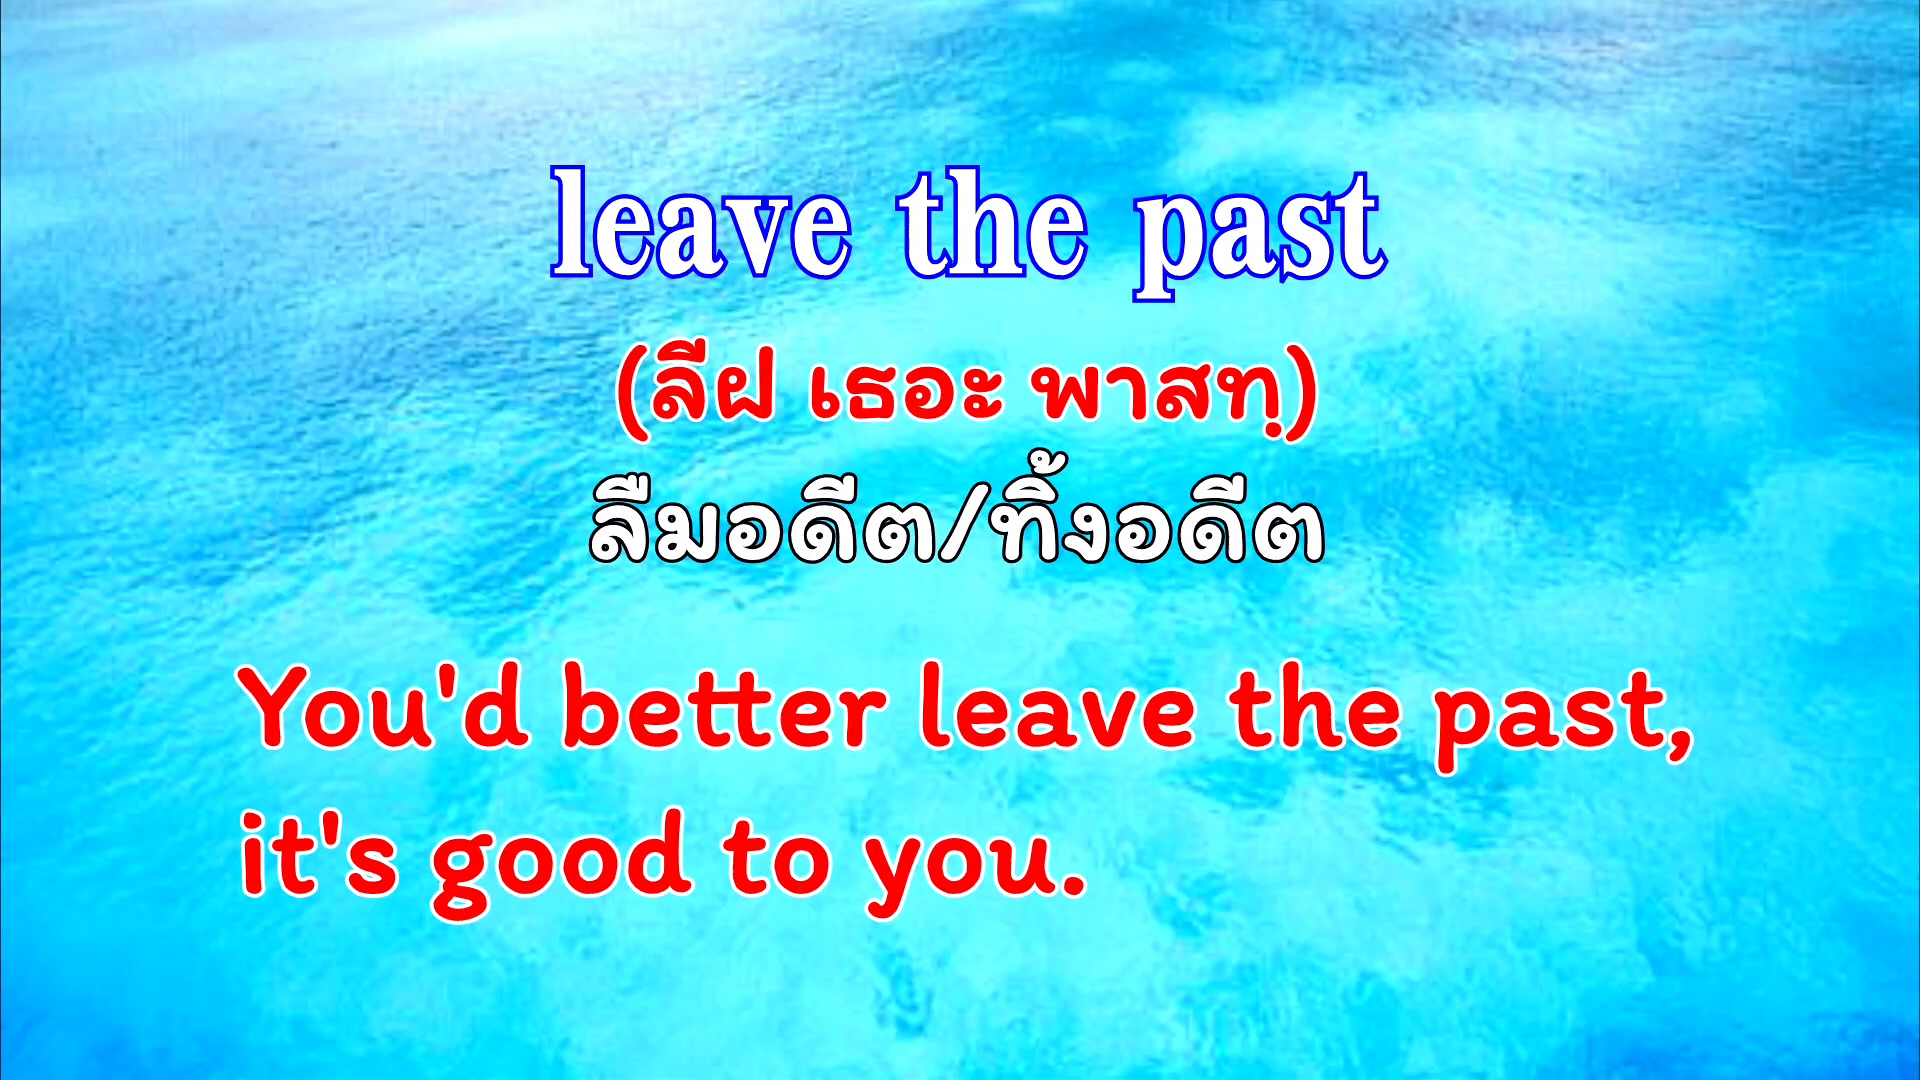 leave the past
(ลีฝ เธอะ พาสทฺ)
ลืมอดีต/ทิ้งอดีต
You'd better leave the past,
it's good to you.